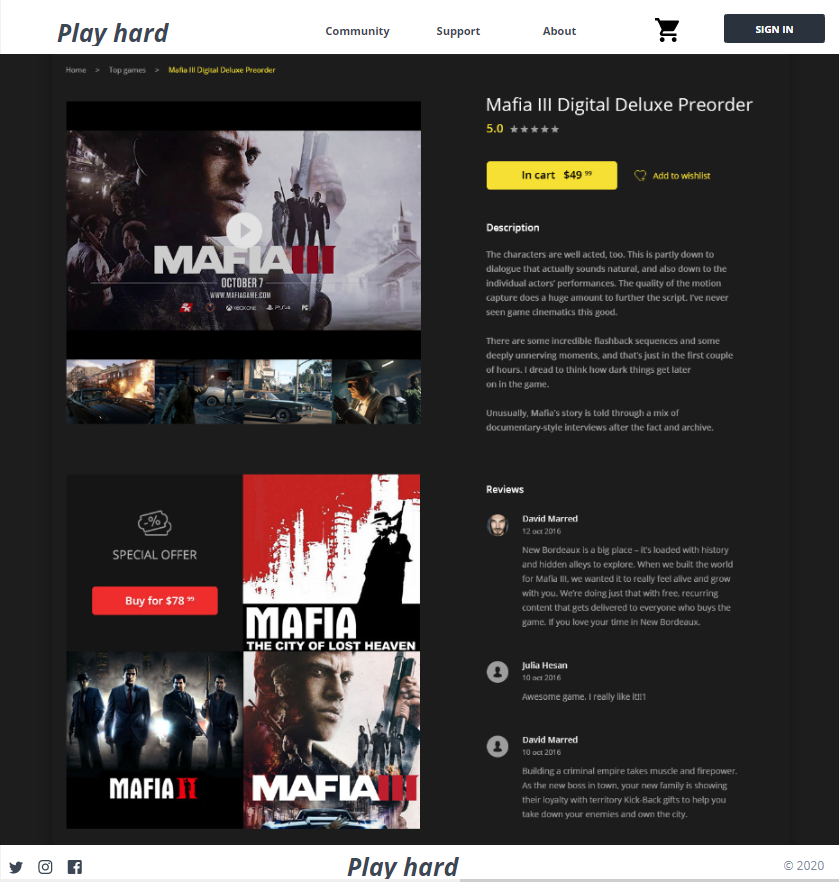 Play hard
Community
Support
About
SIGN IN
Home > Top games > Mafia III Digital Deluxe Preorder
Mafia III Digital Deluxe Preorder
5.0
In cart $49 99
Add to wishlist
MAFIA III
OCTOBER 7
WWW.MAFIAGAME.COM
2K
XBOX ONE
PS4
PC
Description
The characters are well acted, too. This is partly down to
dialogue that actually sounds natural, and also down to the
individual actors' performances. The quality of the motion
capture does a huge amount to further the script. I've never
seen game cinematics this good.
There are some incredible flashback sequences and some
deeply unnerving moments, and that's just in the first couple
of hours. I dread to think how dark things get later
on in the game.
Unusually, Mafia's story is told through a mix of
documentary-style interviews after the fact and archive.
-%
SPECIAL OFFER
Buy for $78 99
MAFIA
THE CITY OF LOST HEAVEN
MAFIA II
MAFIA III
Reviews
David Marred
12 oct 2016
New Bordeaux is a big place – it's loaded with history
and hidden alleys to explore. When we built the world
for Mafia III, we wanted it to really feel alive and grow
with you. We're doing just that with free, recurring
content that gets delivered to everyone who buys the
game. If you love your time in New Bordeaux.
Julia Hesan
10 oct 2016
Awesome game. I really like it!!!1
David Marred
10 oct 2016
Building a criminal empire takes muscle and firepower.
As the new boss in town, your new family is showing
their loyalty with territory Kick-Back gifts to help you
take down your enemies and own the city.
Play hard
© 2020